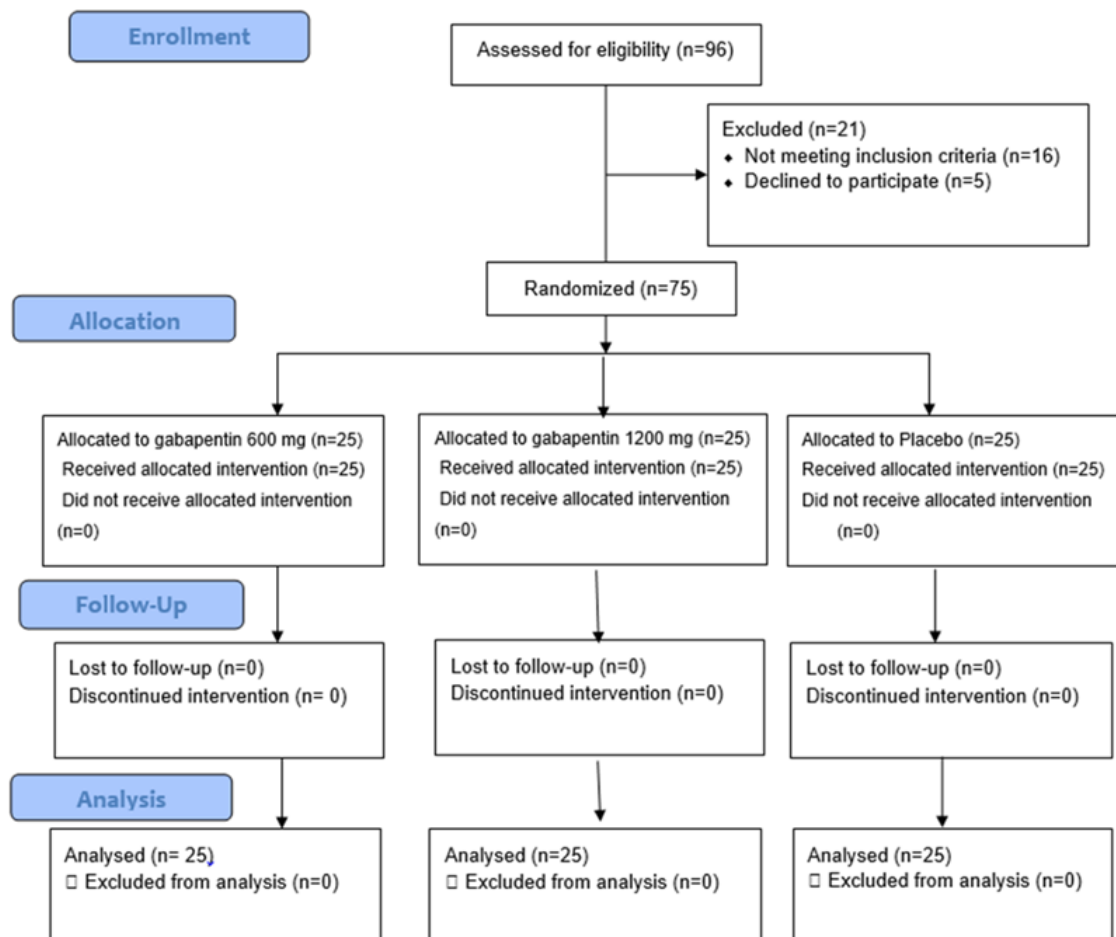 Enrollment
Assessed for eligibility (n=96)
Excluded (n=21)
⬥ Not meeting inclusion criteria (n=16)
⬥ Declined to participate (n=5)
Randomized (n=75)
Allocation
Allocated to gabapentin 600 mg (n=25)
Received allocated intervention (n=25)
Did not receive allocated intervention
(n=0)
Allocated to gabapentin 1200 mg (n=25)
Received allocated intervention (n=25)
Did not receive allocated intervention
(n=0)
Allocated to Placebo (n=25)
Received allocated intervention (n=25)
Did not receive allocated intervention
(n=0)
Follow-Up
Lost to follow-up (n=0)
Discontinued intervention (n= 0)
Lost to follow-up (n=0)
Discontinued intervention (n=0)
Lost to follow-up (n=0)
Discontinued intervention (n=0)
Analysis
Analysed (n= 25)
□ Excluded from analysis (n=0)
Analysed (n=25)
□ Excluded from analysis (n=0)
Analysed (n=25)
□ Excluded from analysis (n=0)